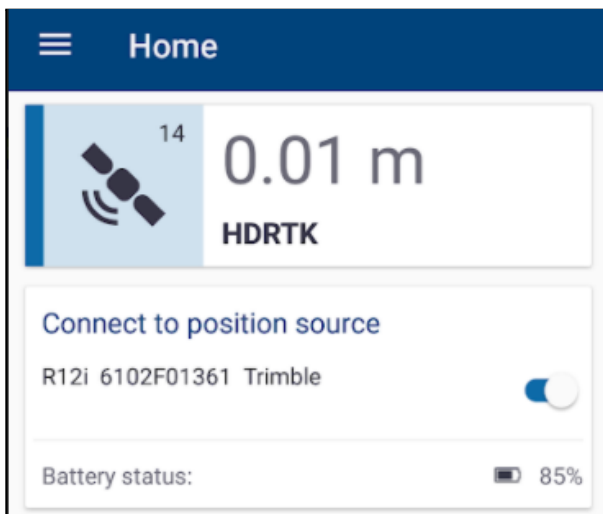 Home
14
0.01 m
HDRTK
Connect to position source
R12i 6102F01361 Trimble
Battery status: 85%